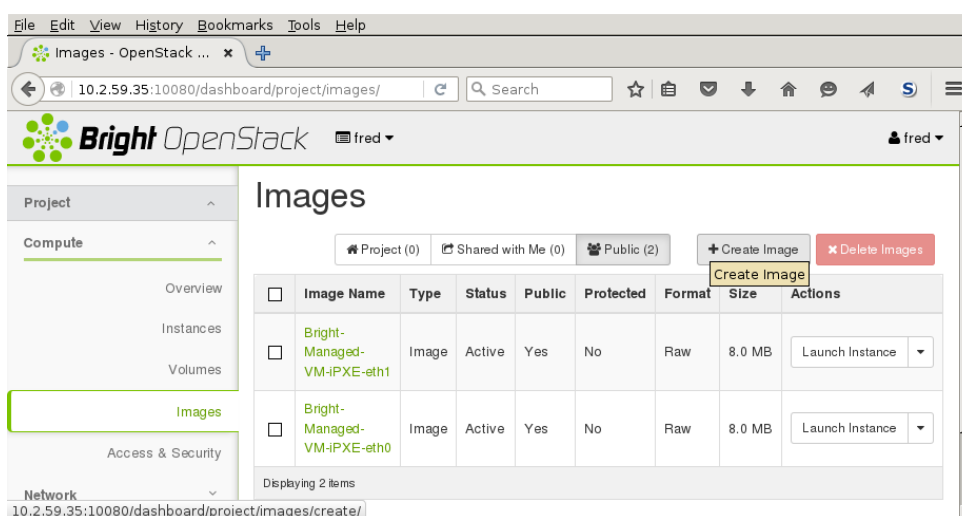 File Edit View History Bookmarks Tools Help
Images - OpenStack ... ×
10.2.59.35:10080/dashboard/project/images/ Search S
Bright OpenStack fred fred
Project
Compute
Overview
Instances
Volumes
Images
Access & Security
Network
Images
Project (0) Shared with Me (0) Public (2) + Create Image × Delete Images
Create Image
Image Name Type Status Public Protected Format Size Actions
Bright-
Managed-
VM-iPXE-eth1
Image Active Yes No Raw 8.0 MB Launch Instance
Bright-
Managed-
VM-iPXE-eth0
Image Active Yes No Raw 8.0 MB Launch Instance
Displaying 2 items
10.2.59.35:10080/dashboard/project/images/create/